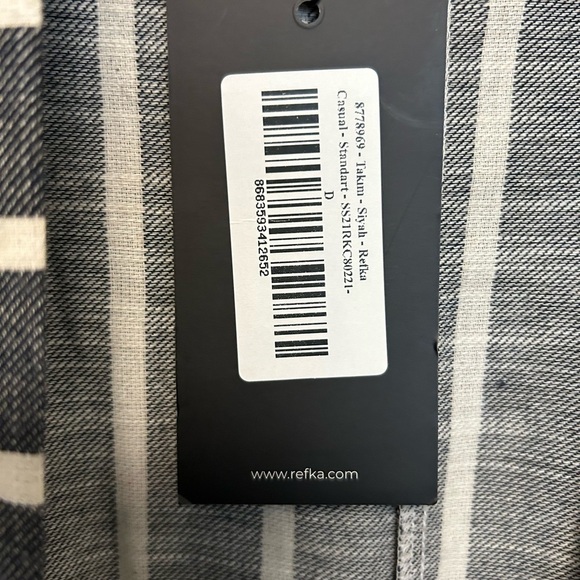 8778969 - Takım - Siyah - Refka
Casual - Standart - SS21RKC80221-
D
8683593412652
www.refka.com